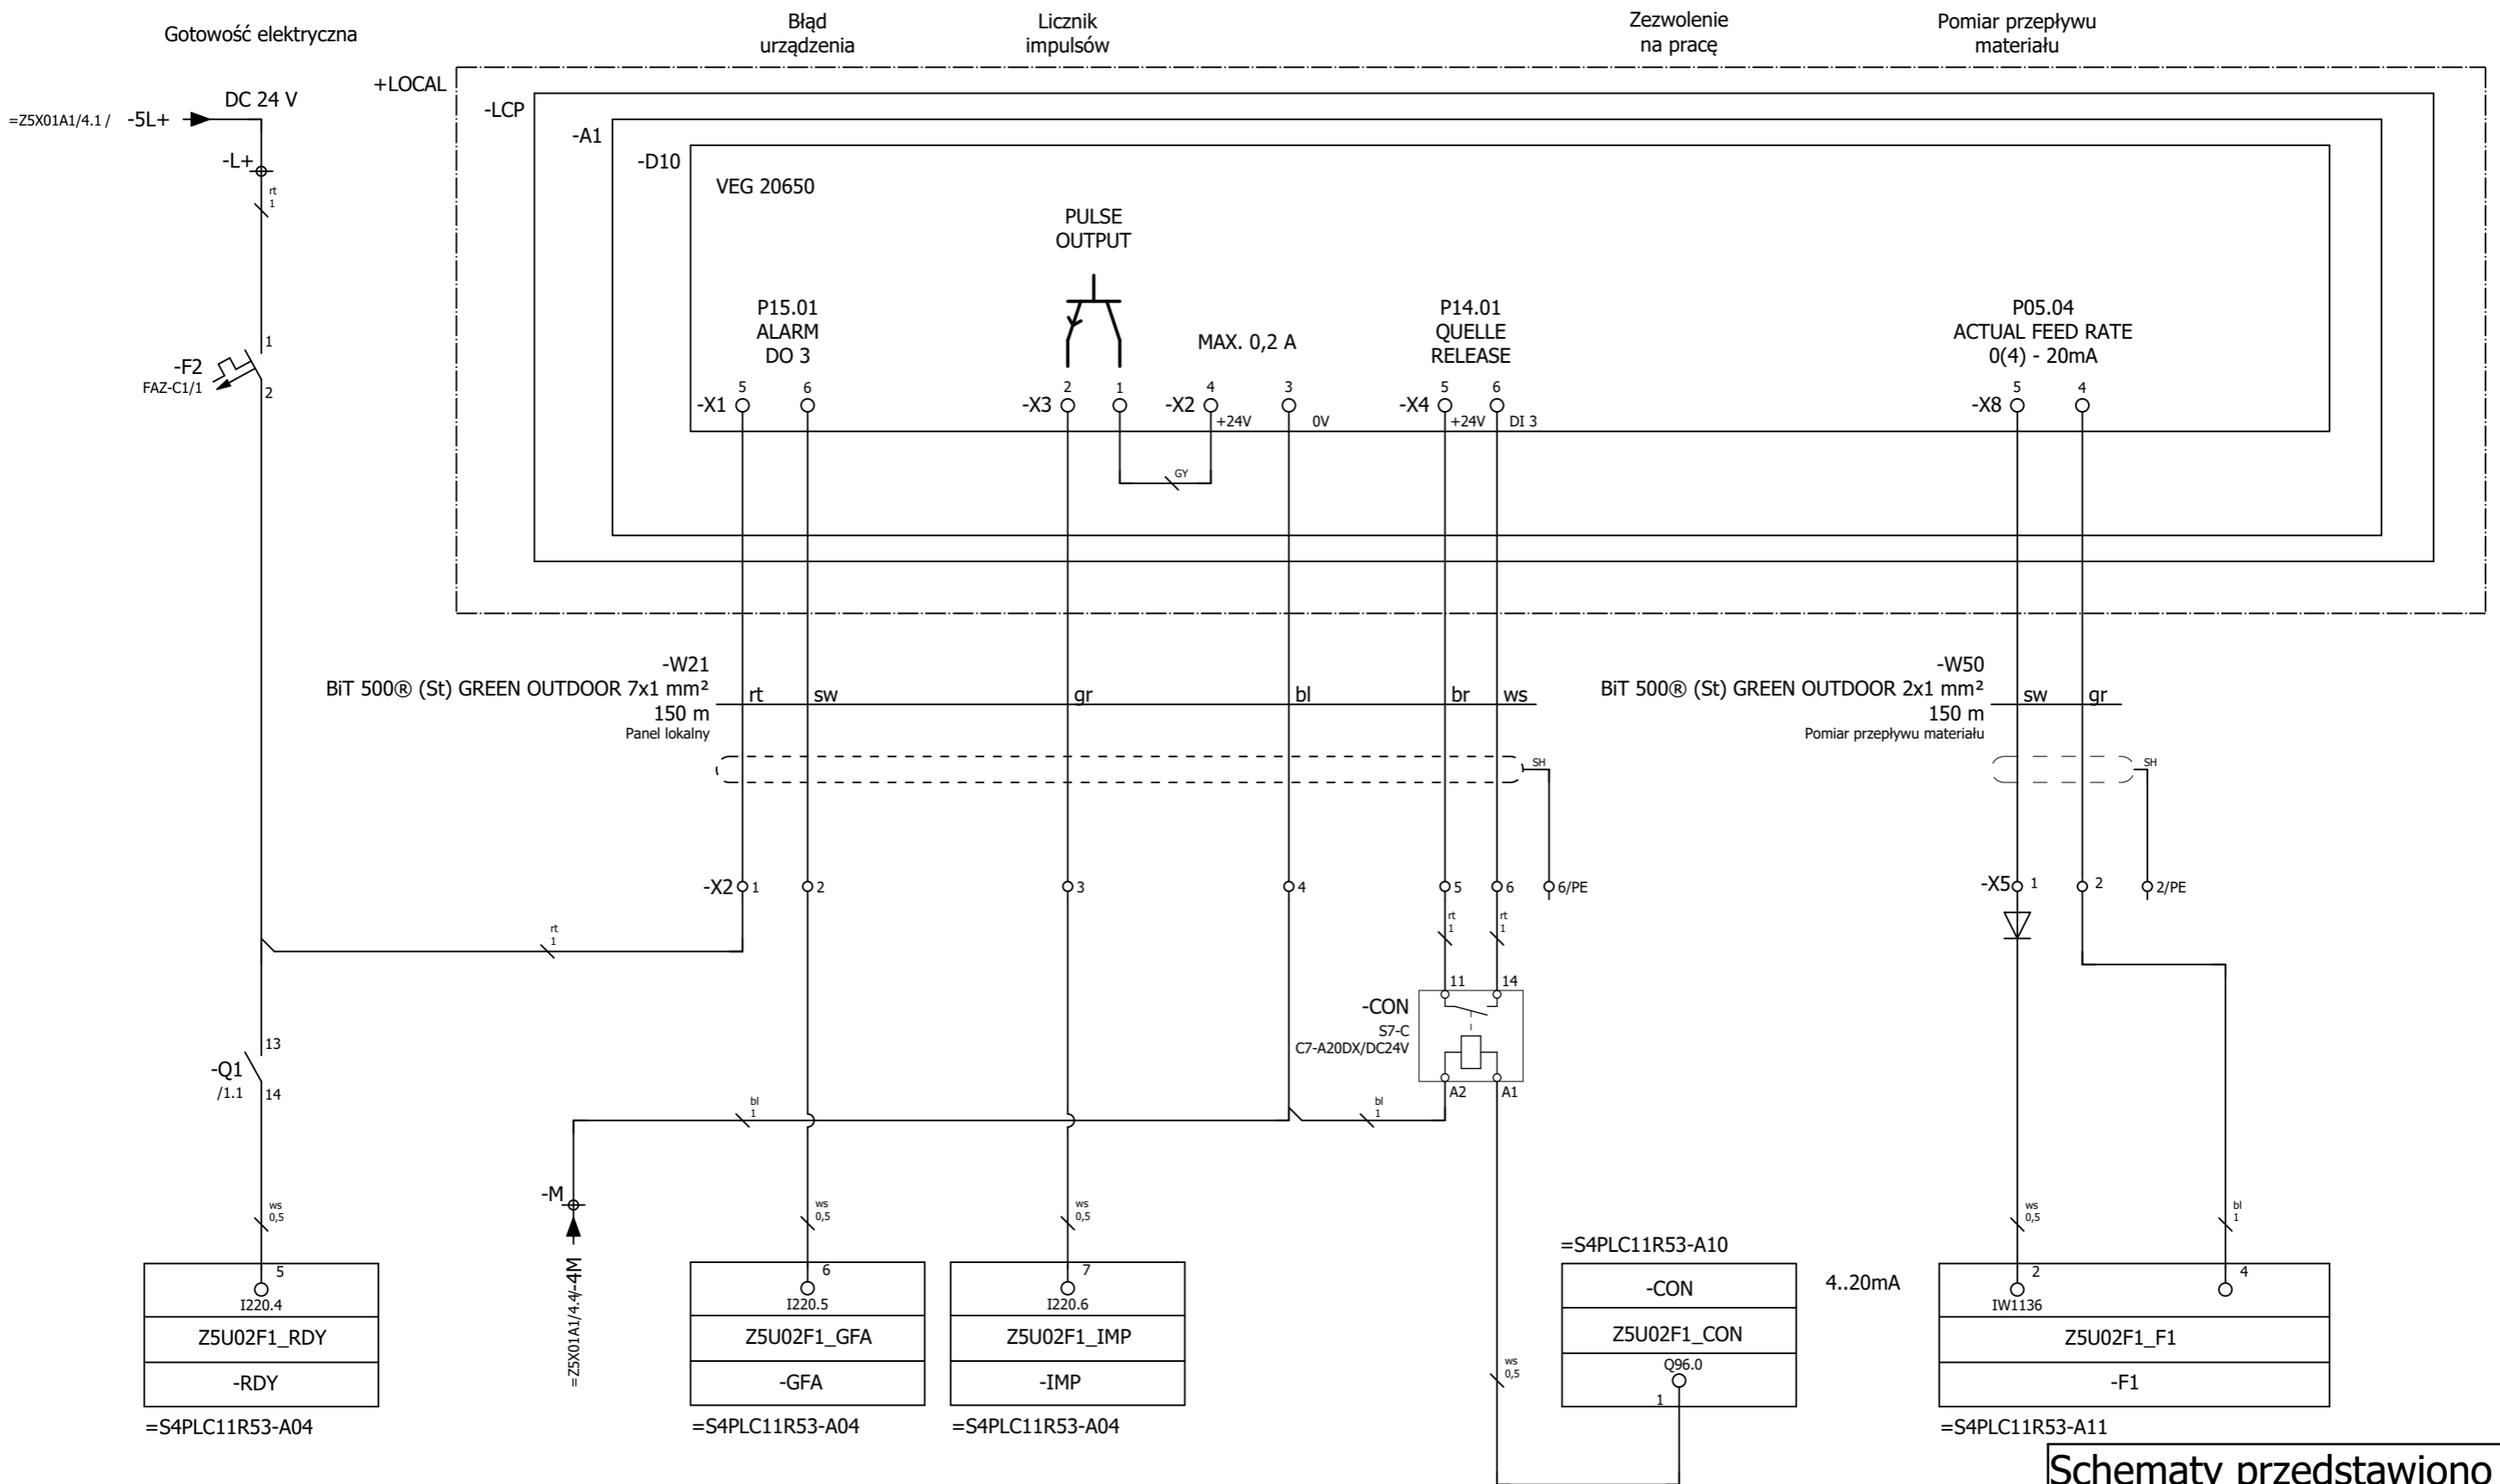 Gotowość elektryczna
Błąd
urządzenia
Licznik
impulsów
Zezwolenie
na pracę
Pomiar przepływu
materiału
+LOCAL
-LCP
-A1
-D10
VEG 20650
DC 24 V
=Z5X01A1/4.1 / -5L+
-L+
rt
1
PULSE
OUTPUT
P15.01
ALARM
DO 3
MAX. 0,2 A
P14.01
QUELLE
RELEASE
P05.04
ACTUAL FEED RATE
0(4) - 20mA
1
-F2
FAZ-C1/1
2
-X1 5 6
-X3 2 1
-X2 4 3
+24V 0V
-X4 5 6
+24V DI 3
-X8 5 4
GY
-W21
BiT 500® (St) GREEN OUTDOOR 7x1 mm²
150 m
Panel lokalny
rt sw gr bl br ws
-W50
BiT 500® (St) GREEN OUTDOOR 2x1 mm²
150 m
Pomiar przepływu materiału
sw gr
SH
SH
-X2 1 2 3 4 5 6 6/PE
-X5 1 2 2/PE
rt
1
rt
1
rt
1
11 14
-CON
S7-C
C7-A20DX/DC24V
A2 A1
13
-Q1
/1.1
14
bl
1
bl
1
-M
=Z5X01A1/4.4/-4M
ws
0,5
ws
0,5
ws
0,5
ws
0,5
ws
0,5
bl
1
5
I220.4
Z5U02F1_RDY
-RDY
=S4PLC11R53-A04
6
I220.5
Z5U02F1_GFA
-GFA
=S4PLC11R53-A04
7
I220.6
Z5U02F1_IMP
-IMP
=S4PLC11R53-A04
=S4PLC11R53-A10
-CON
Z5U02F1_CON
Q96.0
1
4..20mA
2 4
IW1136
Z5U02F1_F1
-F1
=S4PLC11R53-A11
Schematy przedstawiono